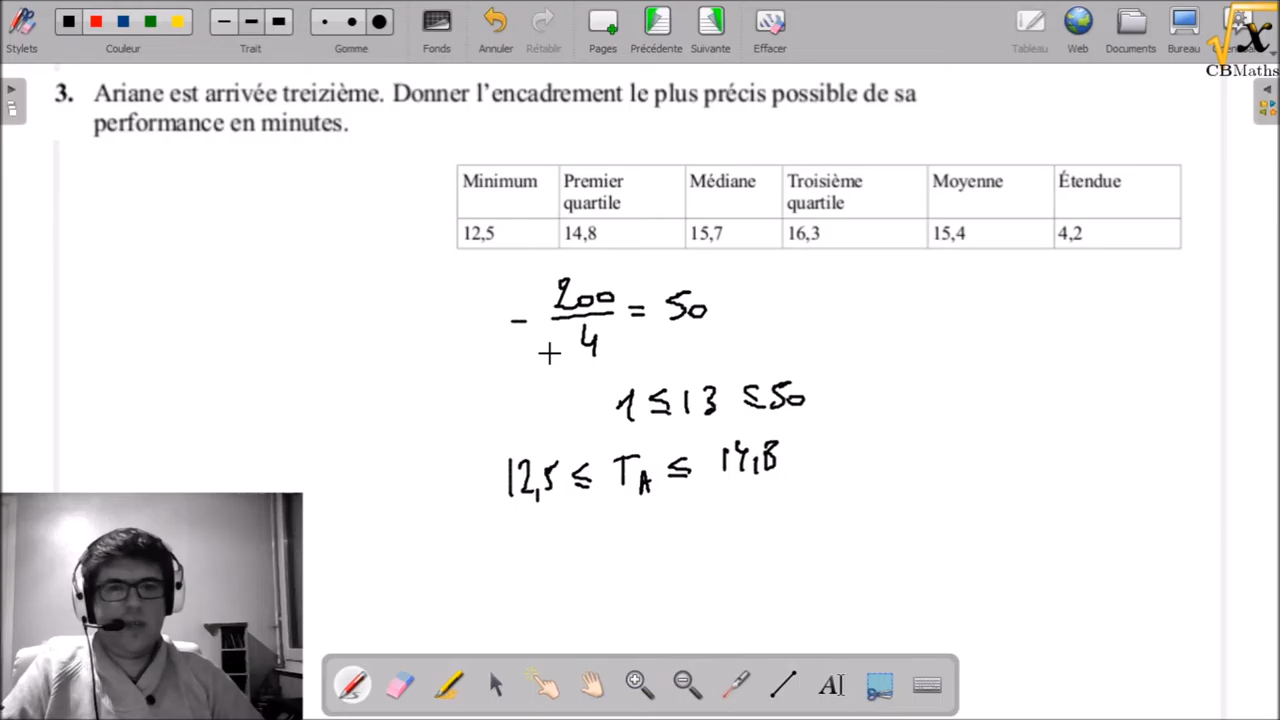 Stylets Couleur Trait Gomme Fonds Annuler Rétablir Pages Précédente Suivante Effacer Tableau Web Documents Bureau
CBMaths
3. Ariane est arrivée treizième. Donner l'encadrement le plus précis possible de sa
performance en minutes.
Minimum Premier quartile Médiane Troisième quartile Moyenne Étendue
12,5 14,8 15,7 16,3 15,4 4,2
- 200/4 = 50
1 ≤ 13 ≤ 50
12,5 ≤ T_A ≤ 14,8